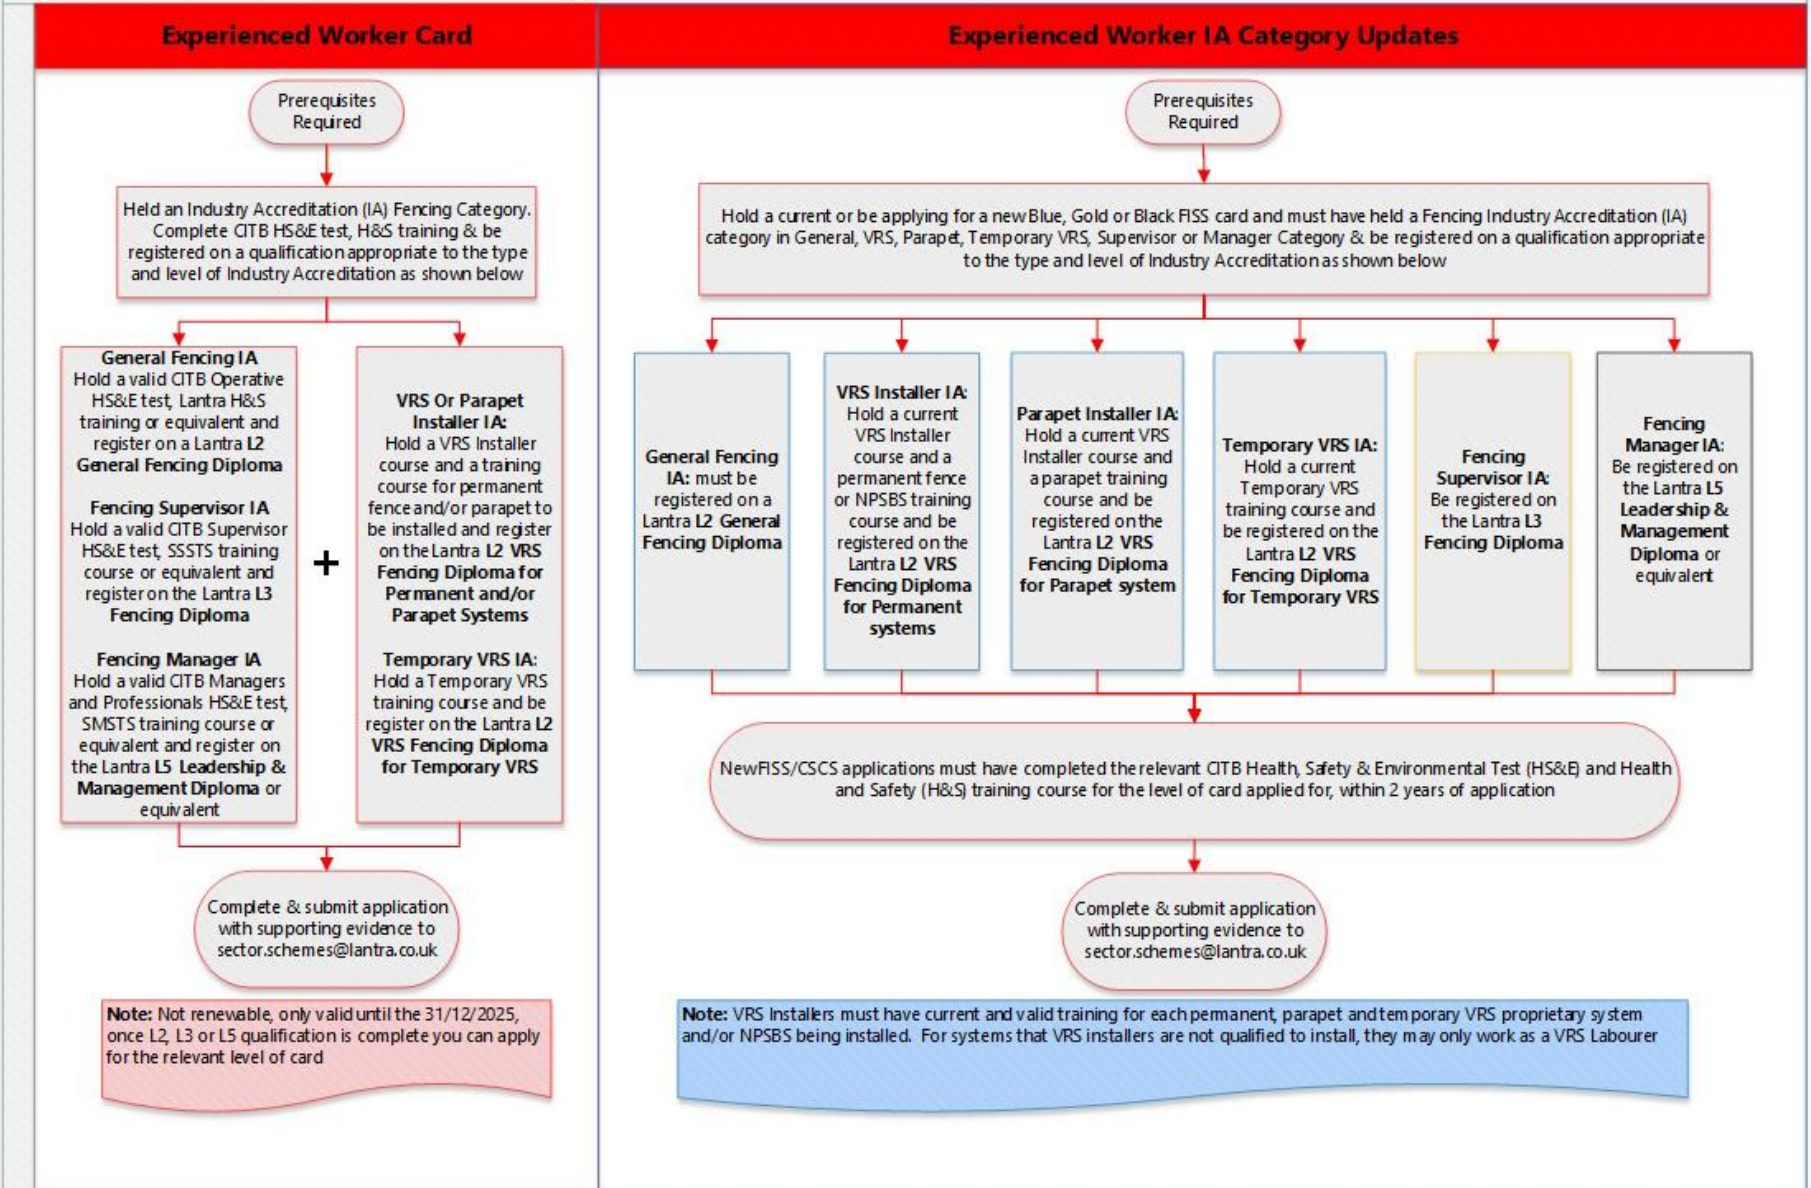 Experienced Worker Card
Prerequisites
Required
Held an Industry Accreditation (IA) Fencing Category.
Complete CITB HS&E test, H&S training & be
registered on a qualification appropriate to the type
and level of Industry Accreditation as shown below
General Fencing IA
Hold a valid CITB Operative
HS&E test, Lantra H&S
training or equivalent and
register on a Lantra L2
General Fencing Diploma
Fencing Supervisor IA
Hold a valid CITB Supervisor
HS&E test, SSSTS training
course or equivalent and
register on the Lantra L3
Fencing Diploma
Fencing Manager IA
Hold a valid CITB Managers
and Professionals HS&E test,
SMSTS training course or
equivalent and register on
the Lantra L5 Leadership &
Management Diploma or
equivalent
+
VRS Or Parapet
Installer IA:
Hold a VRS Installer
course and a training
course for permanent
fence and/or parapet to
be installed and register
on the Lantra L2 VRS
Fencing Diploma for
Permanent and/or
Parapet Systems
Temporary VRS IA:
Hold a Temporary VRS
training course and be
register on the Lantra L2
VRS Fencing Diploma
for Temporary VRS
Complete & submit application
with supporting evidence to
sector.schemes@lantra.co.uk
Note: Not renewable, only valid until the 31/12/2025,
once L2, L3 or L5 qualification is complete you can apply
for the relevant level of card
Experienced Worker IA Category Updates
Prerequisites
Required
Hold a current or be applying for a new Blue, Gold or Black FISS card and must have held a Fencing Industry Accreditation (IA)
category in General, VRS, Parapet, Temporary VRS, Supervisor or Manager Category & be registered on a qualification appropriate
to the type and level of Industry Accreditation as shown below
General Fencing
IA: must be
registered on a
Lantra L2 General
Fencing Diploma
VRS Installer IA:
Hold a current
VRS Installer
course and a
permanent fence
or NPSBS training
course and be
registered on the
Lantra L2 VRS
Fencing Diploma
for Permanent
systems
Parapet Installer IA:
Hold a current VRS
Installer course and
a parapet training
course and be
registered on the
Lantra L2 VRS
Fencing Diploma
for Parapet system
Temporary VRS IA:
Hold a current
Temporary VRS
training course and
be registered on the
Lantra L2 VRS
Fencing Diploma
for Temporary VRS
Fencing
Supervisor IA:
Be registered on
the Lantra L3
Fencing Diploma
Fencing
Manager IA:
Be registered on
the Lantra L5
Leadership &
Management
Diploma or
equivalent
New FISS/CSCS applications must have completed the relevant CITB Health, Safety & Environmental Test (HS&E) and Health
and Safety (H&S) training course for the level of card applied for, within 2 years of application
Complete & submit application
with supporting evidence to
sector.schemes@lantra.co.uk
Note: VRS Installers must have current and valid training for each permanent, parapet and temporary VRS proprietary system
and/or NPSBS being installed. For systems that VRS installers are not qualified to install, they may only work as a VRS Labourer